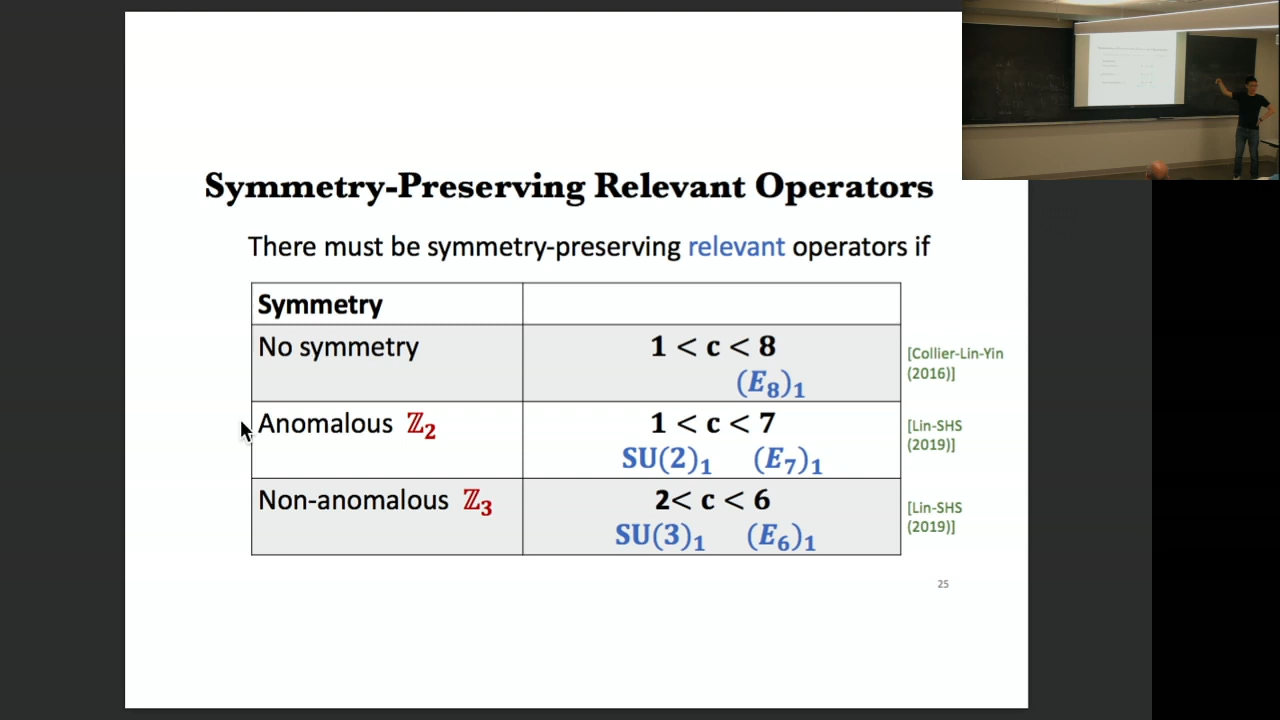 Symmetry-Preserving Relevant Operators
There must be symmetry-preserving relevant operators if
Symmetry
No symmetry
1 < c < 8
(E₈)₁
[Collier-Lin-Yin
(2016)]
Anomalous ℤ₂
1 < c < 7
SU(2)₁ (E₇)₁
[Lin-SHS
(2019)]
Non-anomalous ℤ₃
2< c < 6
SU(3)₁ (E₆)₁
[Lin-SHS
(2019)]
25